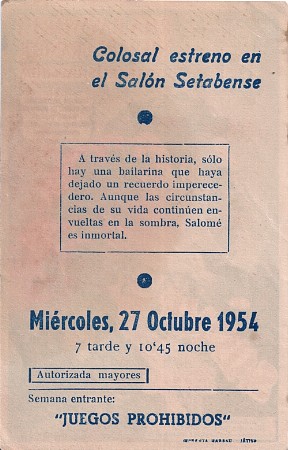 Colosal estreno en
el Salón Setabense
A través de la historia, sólo
hay una bailarina que haya
dejado un recuerdo imperece-
dero. Aunque las circunstan-
cias de su vida continúen en-
vueltas en la sombra, Salomé
es inmortal.
Miércoles, 27 Octubre 1954
7 tarde y 10'45 noche
Autorizada mayores
Semana entrante:
"JUEGOS PROHIBIDOS"